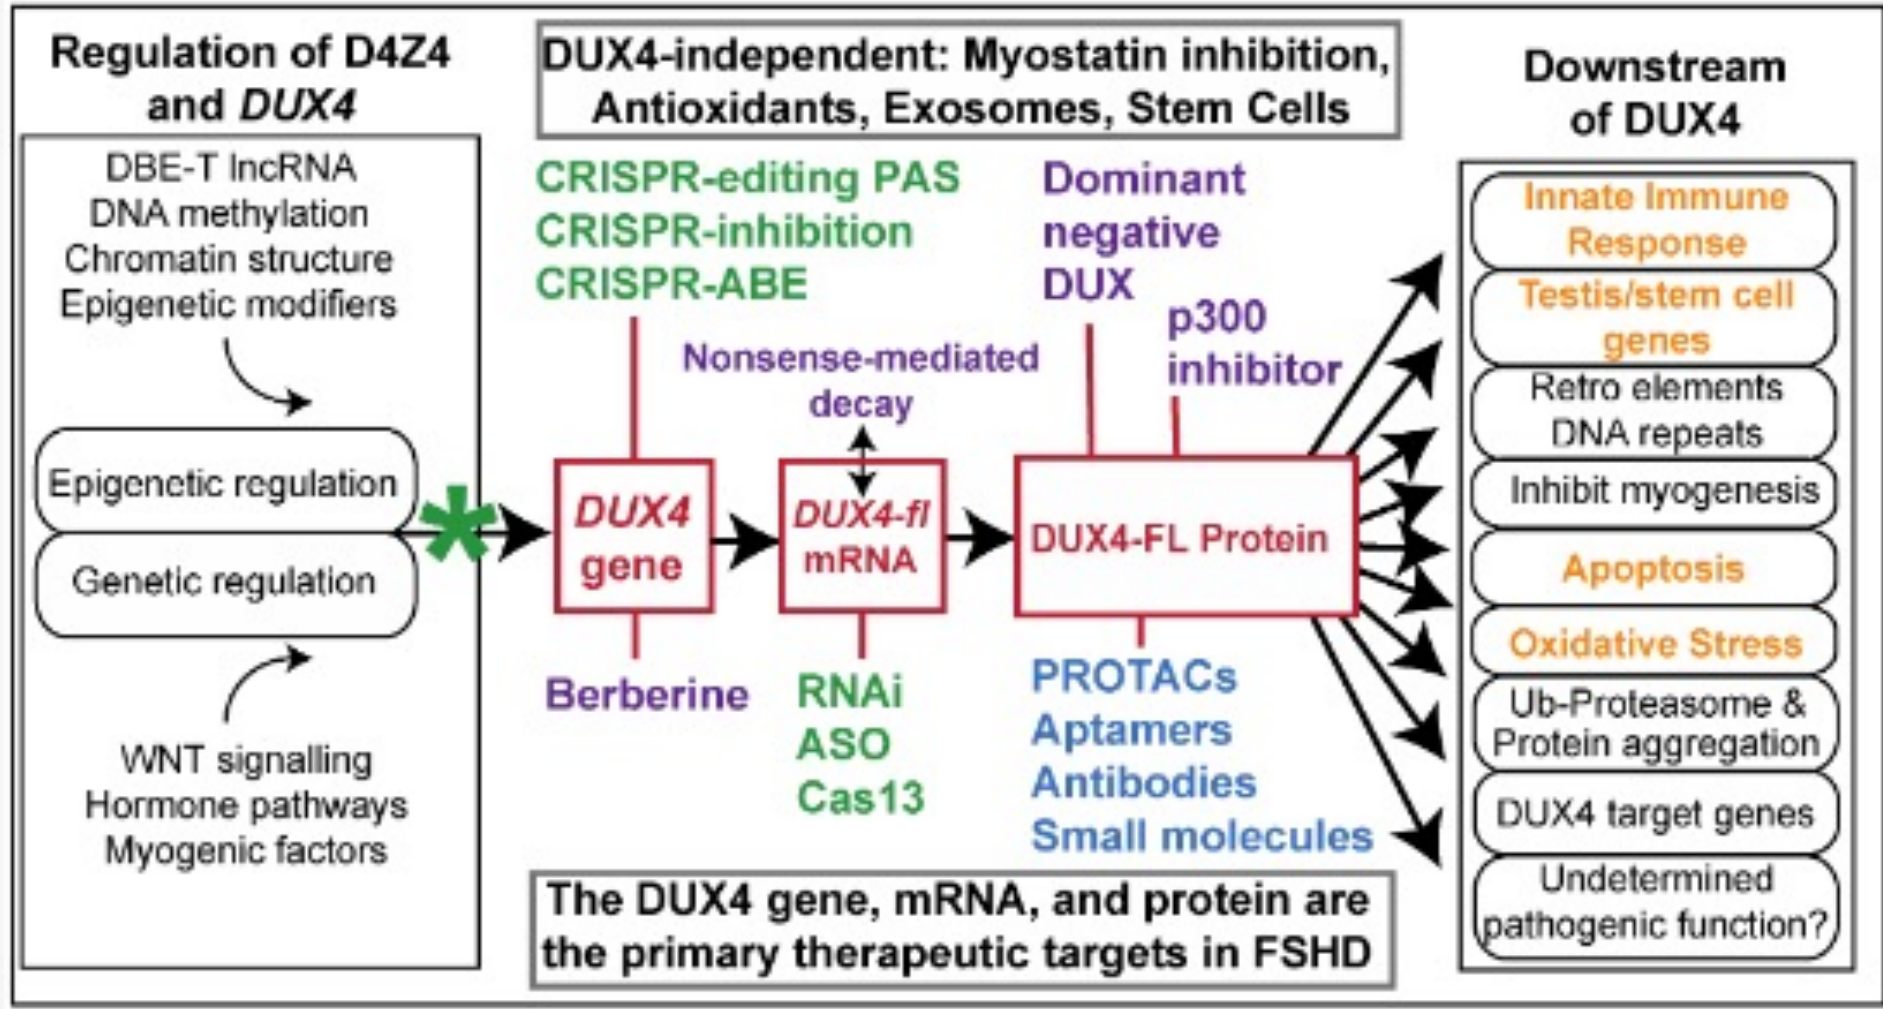 Regulation of D4Z4
and DUX4
DBE-T lncRNA
DNA methylation
Chromatin structure
Epigenetic modifiers
Epigenetic regulation
Genetic regulation
WNT signalling
Hormone pathways
Myogenic factors
DUX4-independent: Myostatin inhibition,
Antioxidants, Exosomes, Stem Cells
CRISPR-editing PAS
CRISPR-inhibition
CRISPR-ABE
Dominant
negative
DUX
p300
inhibitor
Nonsense-mediated
decay
*
DUX4
gene
DUX4-fl
mRNA
DUX4-FL Protein
Berberine
RNAi
ASO
Cas13
PROTACs
Aptamers
Antibodies
Small molecules
The DUX4 gene, mRNA, and protein are
the primary therapeutic targets in FSHD
Downstream
of DUX4
Innate Immune
Response
Testis/stem cell
genes
Retro elements
DNA repeats
Inhibit myogenesis
Apoptosis
Oxidative Stress
Ub-Proteasome &
Protein aggregation
DUX4 target genes
Undetermined
pathogenic function?